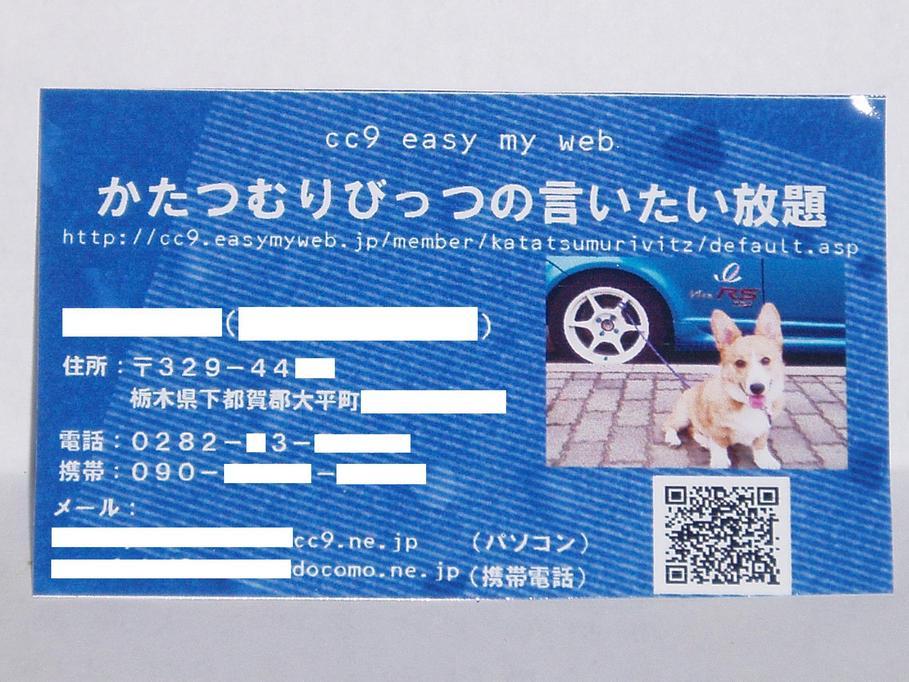 cc9 easy my web
かたつむりびっつの言いたい放題
http://cc9.easymyweb.jp/member/katatsumurivitz/default.asp
RS
( )
住所：〒３２９－４４
栃木県下都賀郡大平町
電話：０２８２－ ３－ －
携帯：０９０－ －
メール：
cc9.ne.jp （パソコン）
docomo.ne.jp（携帯電話）